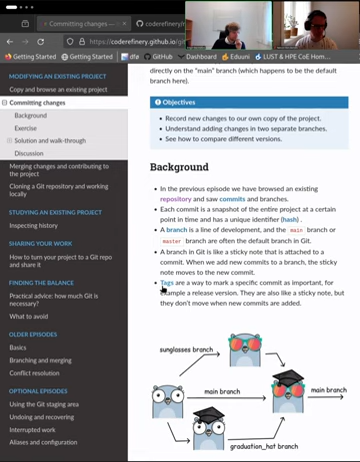 Committing changes —
coderefinery/
https://coderefinery.github.io/gi
Getting Started
Getting Started
dfø
GitHub
Dashboard
Eduuni
LUST & HPE CoE Hom...
MODIFYING AN EXISTING PROJECT
Copy and browse an existing project
Committing changes
Background
Exercise
Solution and walk-through
Discussion
Merging changes and contributing to
the project
Cloning a Git repository and working
locally
STUDYING AN EXISTING PROJECT
Inspecting history
SHARING YOUR WORK
How to turn your project to a Git repo
and share it
FINDING THE BALANCE
Practical advice: how much Git is
necessary?
What to avoid
OLDER EPISODES
Basics
Branching and merging
Conflict resolution
OPTIONAL EPISODES
Using the Git staging
area
Undoing and recovering
Interrupted work
Aliases and configuration
directly on the "main" branch (which happens to be the default
branch here).
Objectives
Record new changes to our own copy of the project.
Understand adding changes in two separate branches.
See how to compare different versions.
Background
In the previous episode we have browsed an existing
repository and saw commits and branches.
Each commit is a snapshot of the entire project at a certain
point in time and has a unique identifier (hash) .
A branch is a line of development, and the main branch or
master branch are often the default branch in Git.
A branch in Git is like a sticky note that is attached to a
commit. When we add new commits to a branch, the sticky
note moves to the new commit.
Tags are a way to mark a specific commit as important, for
example a release version. They are also like a sticky note, but
they don't move when new commits are added.
sunglasses branch
main branch
main branch
graduation_hat branch